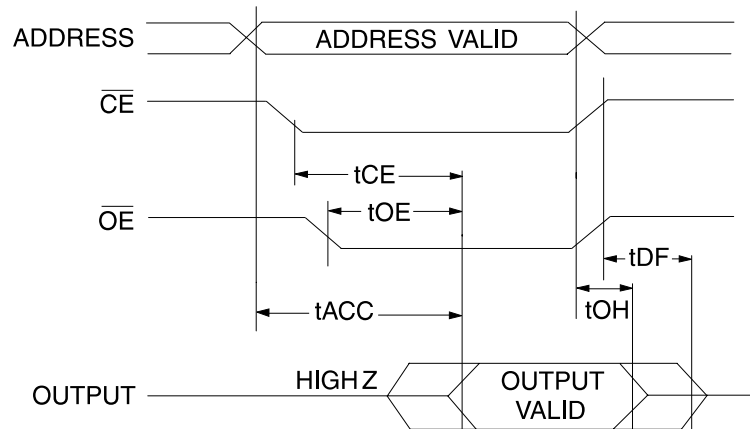 ADDRESS
ADDRESS VALID
CE
tCE
tOE
OE
tDF
tACC
tOH
HIGH Z
OUTPUT
OUTPUT
VALID